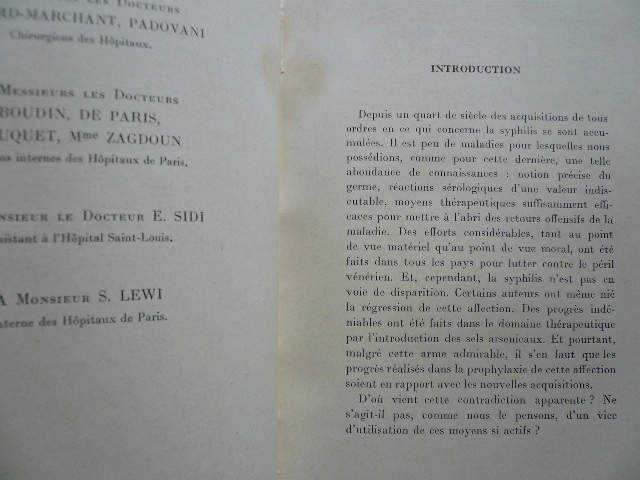 LES DOCTEURS
RD-MARCHANT, PADOVANI
Chirurgiens des Hôpitaux.
MESSIEURS LES DOCTEURS
BOUDIN, DE PARIS,
UQUET, Mme ZAGDOUN
ns internes des Hôpitaux de Paris.
ONSIEUR LE DOCTEUR E. SIDI
sistant à l'Hôpital Saint-Louis.
A MONSIEUR S. LEWI
nterne des Hôpitaux de Paris.
INTRODUCTION
Depuis un quart de siècle des acquisitions de tous
ordres en ce qui concerne la syphilis se sont accu-
mulées. Il est peu de maladies pour lesquelles nous
possédions, comme pour cette dernière, une telle
abondance de connaissances : notion précise du
germe, réactions sérologiques d'une valeur indis-
cutable, moyens thérapeutiques suffisamment effi-
caces pour mettre à l'abri des retours offensifs de la
maladie. Des efforts considérables, tant au point
de vue matériel qu'au point de vue moral, ont été
faits dans tous les pays pour lutter contre le péril
vénérien. Et, cependant, la syphilis n'est pas en
voie de disparition. Certains auteurs ont même nié
la régression de cette affection. Des progrès indé-
niables ont été faits dans le domaine thérapeutique
par l'introduction des sels arsenicaux. Et pourtant,
malgré cette arme admirable, il s'en faut que les
progrès réalisés dans la prophylaxie de cette affection
soient en rapport avec les nouvelles acquisitions.
D'où vient cette contradiction apparente ? Ne
s'agit-il pas, comme nous le pensons, d'un vice
d'utilisation de ces moyens si actifs ?